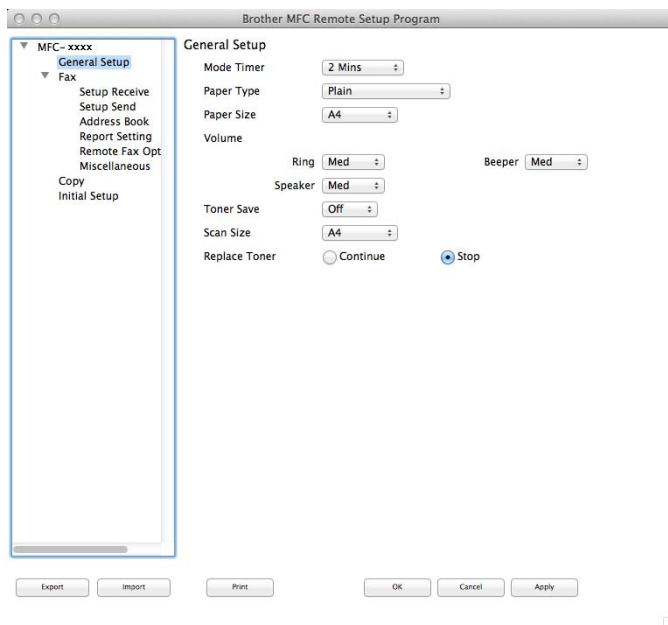 Brother MFC Remote Setup Program
MFC- xxxx
General Setup
Fax
Setup Receive
Setup Send
Address Book
Report Setting
Remote Fax Opt
Miscellaneous
Copy
Initial Setup
General Setup
Mode Timer 2 Mins
Paper Type Plain
Paper Size A4
Volume
Ring Med Beeper Med
Speaker Med
Toner Save Off
Scan Size A4
Replace Toner Continue Stop
Export Import Print OK Cancel Apply